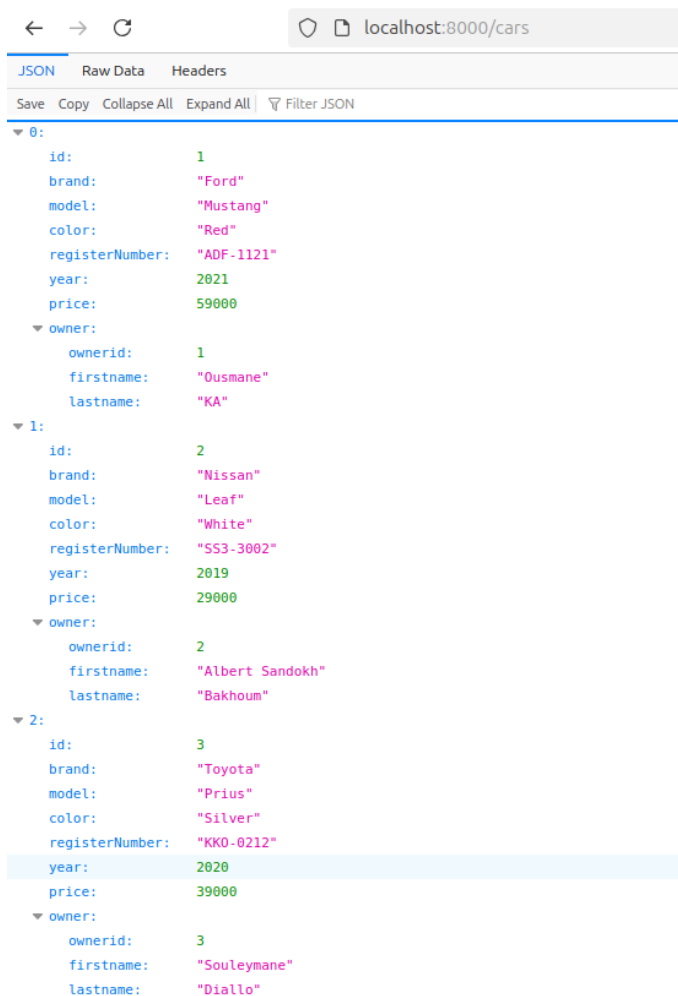 localhost:8000/cars
JSON Raw Data Headers
Save Copy Collapse All Expand All Filter JSON
0:
id: 1
brand: "Ford"
model: "Mustang"
color: "Red"
registerNumber: "ADF-1121"
year: 2021
price: 59000
owner:
ownerid: 1
firstname: "Ousmane"
lastname: "KA"
1:
id: 2
brand: "Nissan"
model: "Leaf"
color: "White"
registerNumber: "SS3-3002"
year: 2019
price: 29000
owner:
ownerid: 2
firstname: "Albert Sandokh"
lastname: "Bakhoum"
2:
id: 3
brand: "Toyota"
model: "Prius"
color: "Silver"
registerNumber: "KKO-0212"
year: 2020
price: 39000
owner:
ownerid: 3
firstname: "Souleymane"
lastname: "Diallo"